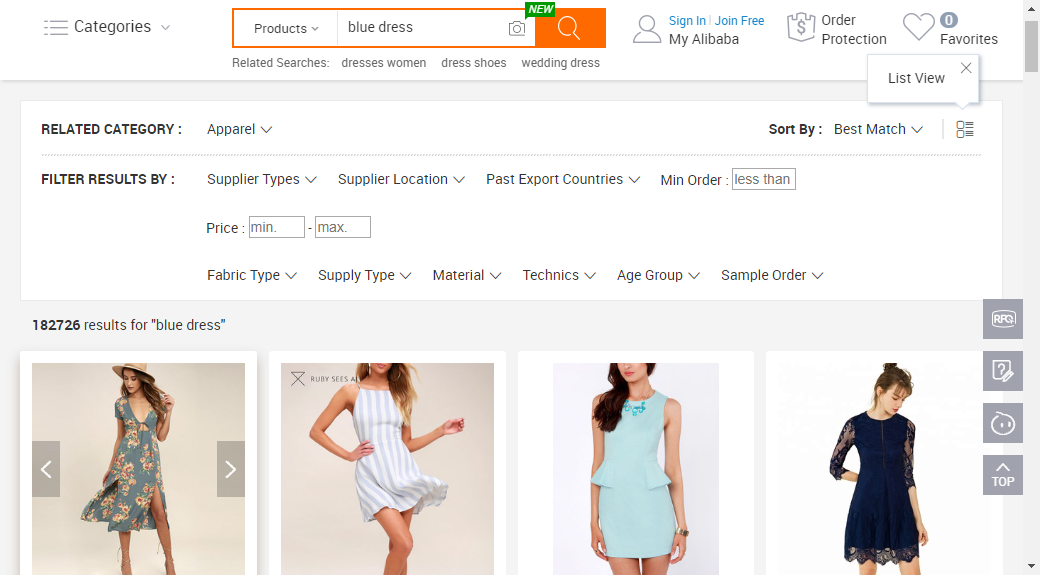 Categories
Products
blue dress
NEW
Sign In | Join Free
My Alibaba
Order
Protection
0
Favorites
Related Searches: dresses women dress shoes wedding dress
List View
RELATED CATEGORY : Apparel
Sort By : Best Match
FILTER RESULTS BY : Supplier Types Supplier Location Past Export Countries Min Order : less than
Price : min. - max.
Fabric Type Supply Type Material Technics Age Group Sample Order
182726 results for "blue dress"
RFQ
RUBY SEES A
TOP